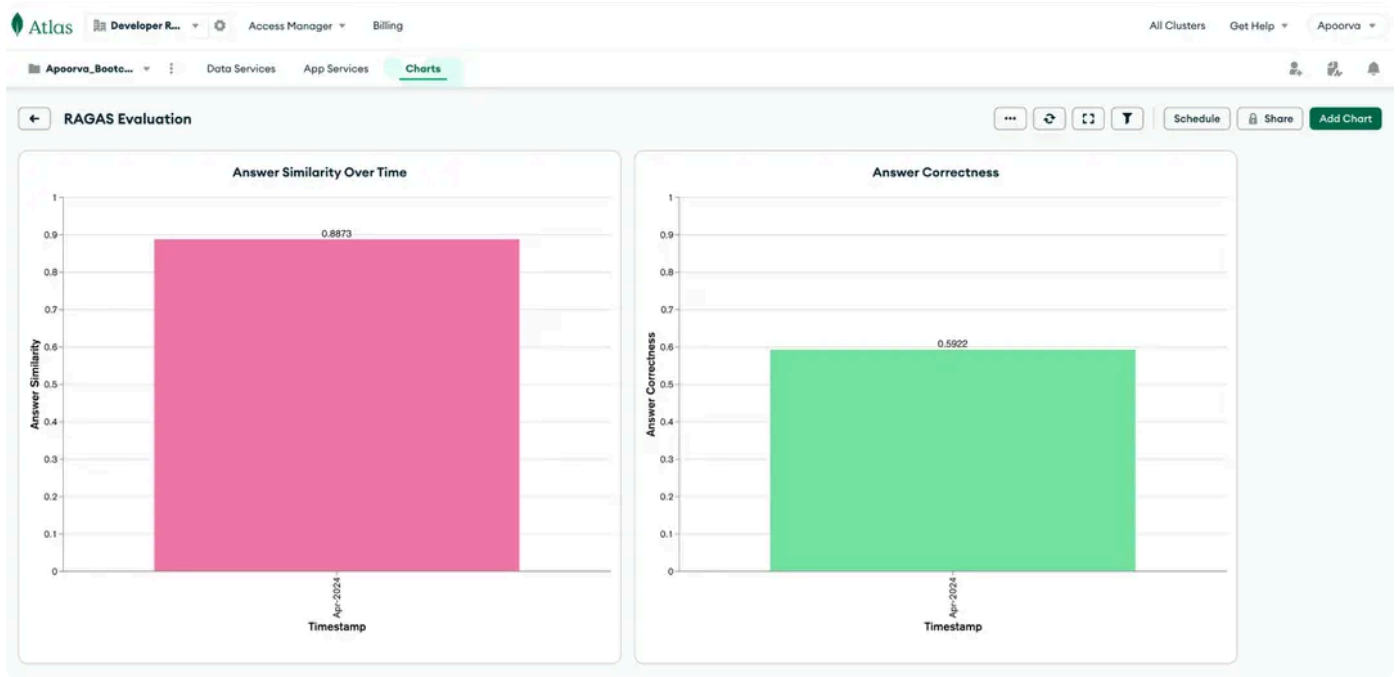 Atlas Developer R... Access Manager Billing All Clusters Get Help Apoorva
Apoorva_Bootc... Data Services App Services Charts
RAGAS Evaluation ... Schedule Share Add Chart
Answer Similarity Over Time
1
0.9
0.8
0.7
0.6
0.5
0.4
0.3
0.2
0.1
0
Answer Similarity
0.8873
Apr-2024
Timestamp
Answer Correctness
1
0.9
0.8
0.7
0.6
0.5
0.4
0.3
0.2
0.1
0
Answer Correctness
0.5922
Apr-2024
Timestamp